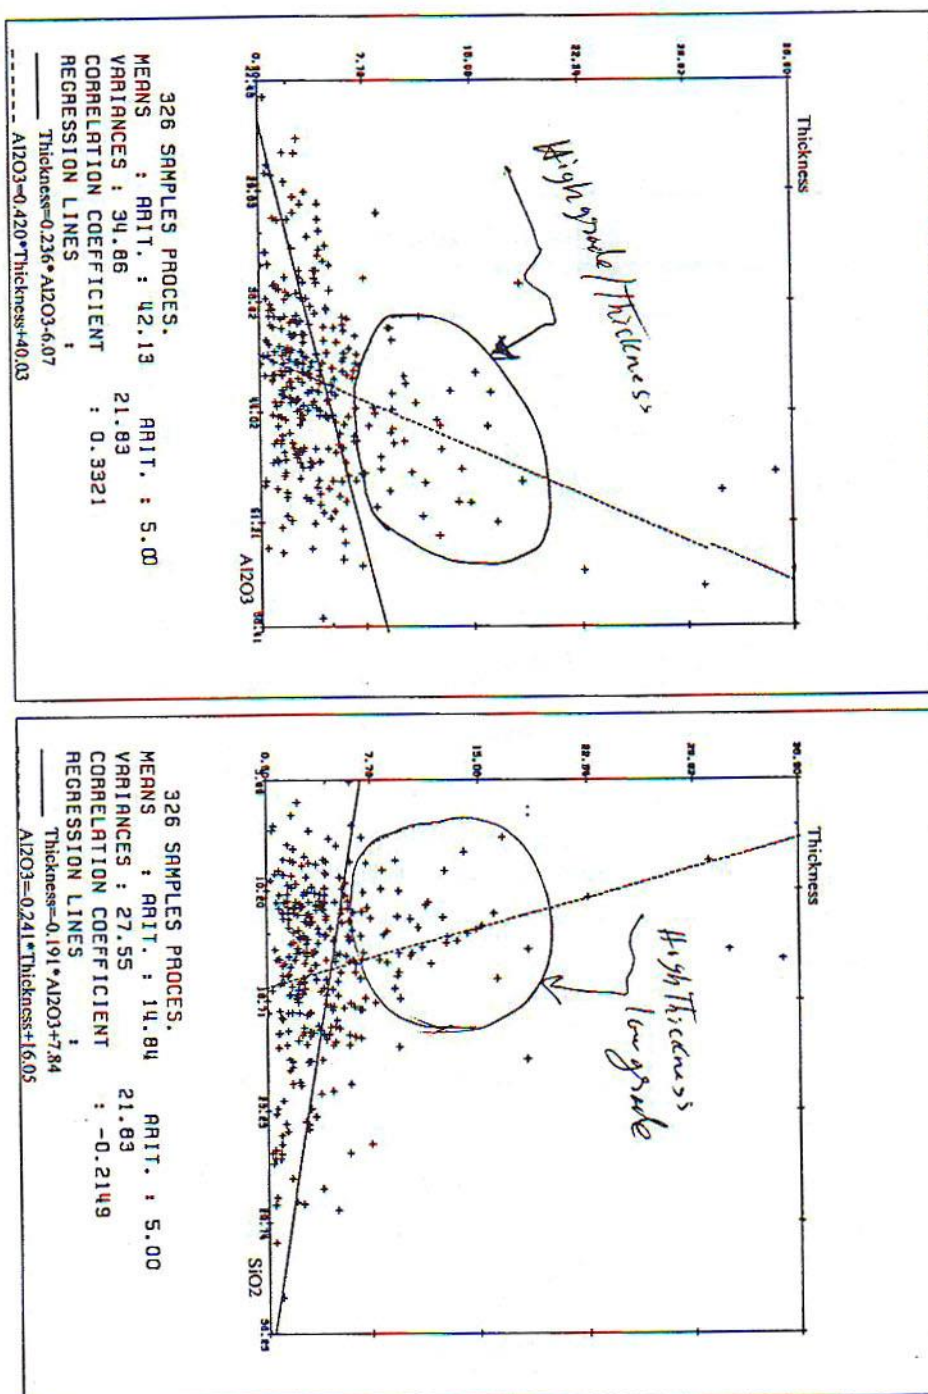 Thickness
30.00
15.00
7.70
High grade/Thickness
Al2O3
326 SAMPLES PROCES.
MEANS : ARIT. : 42.13 ARIT. : 5.00
VARIANCES : 34.86 21.83
CORRELATION COEFFICIENT : 0.3321
REGRESSION LINES :
Thickness=0.236*Al2O3-6.07
Al2O3=0.420*Thickness+40.03
Thickness
30.00
15.00
7.70
High Thickness
low grade
SiO2
326 SAMPLES PROCES.
MEANS : ARIT. : 14.84 ARIT. : 5.00
VARIANCES : 27.55 21.83
CORRELATION COEFFICIENT : -0.2149
REGRESSION LINES :
Thickness=-0.191*Al2O3+7.84
Al2O3=-0.241*Thickness+16.05